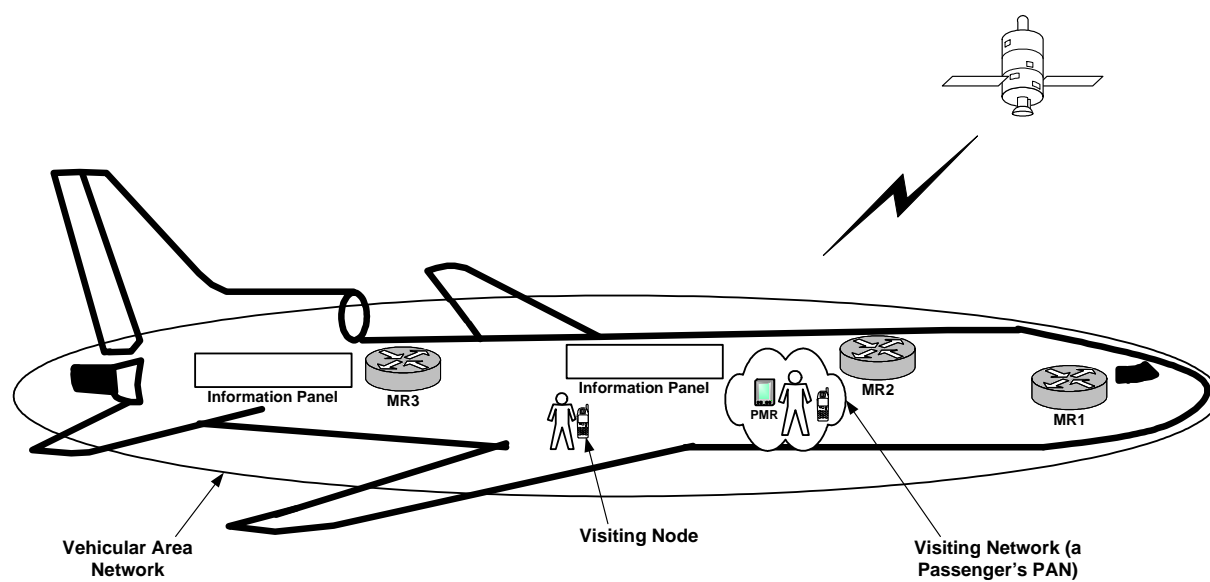 Information Panel
MR3
Information Panel
PMR
MR2
MR1
Vehicular Area
Network
Visiting Node
Visiting Network (a
Passenger's PAN)